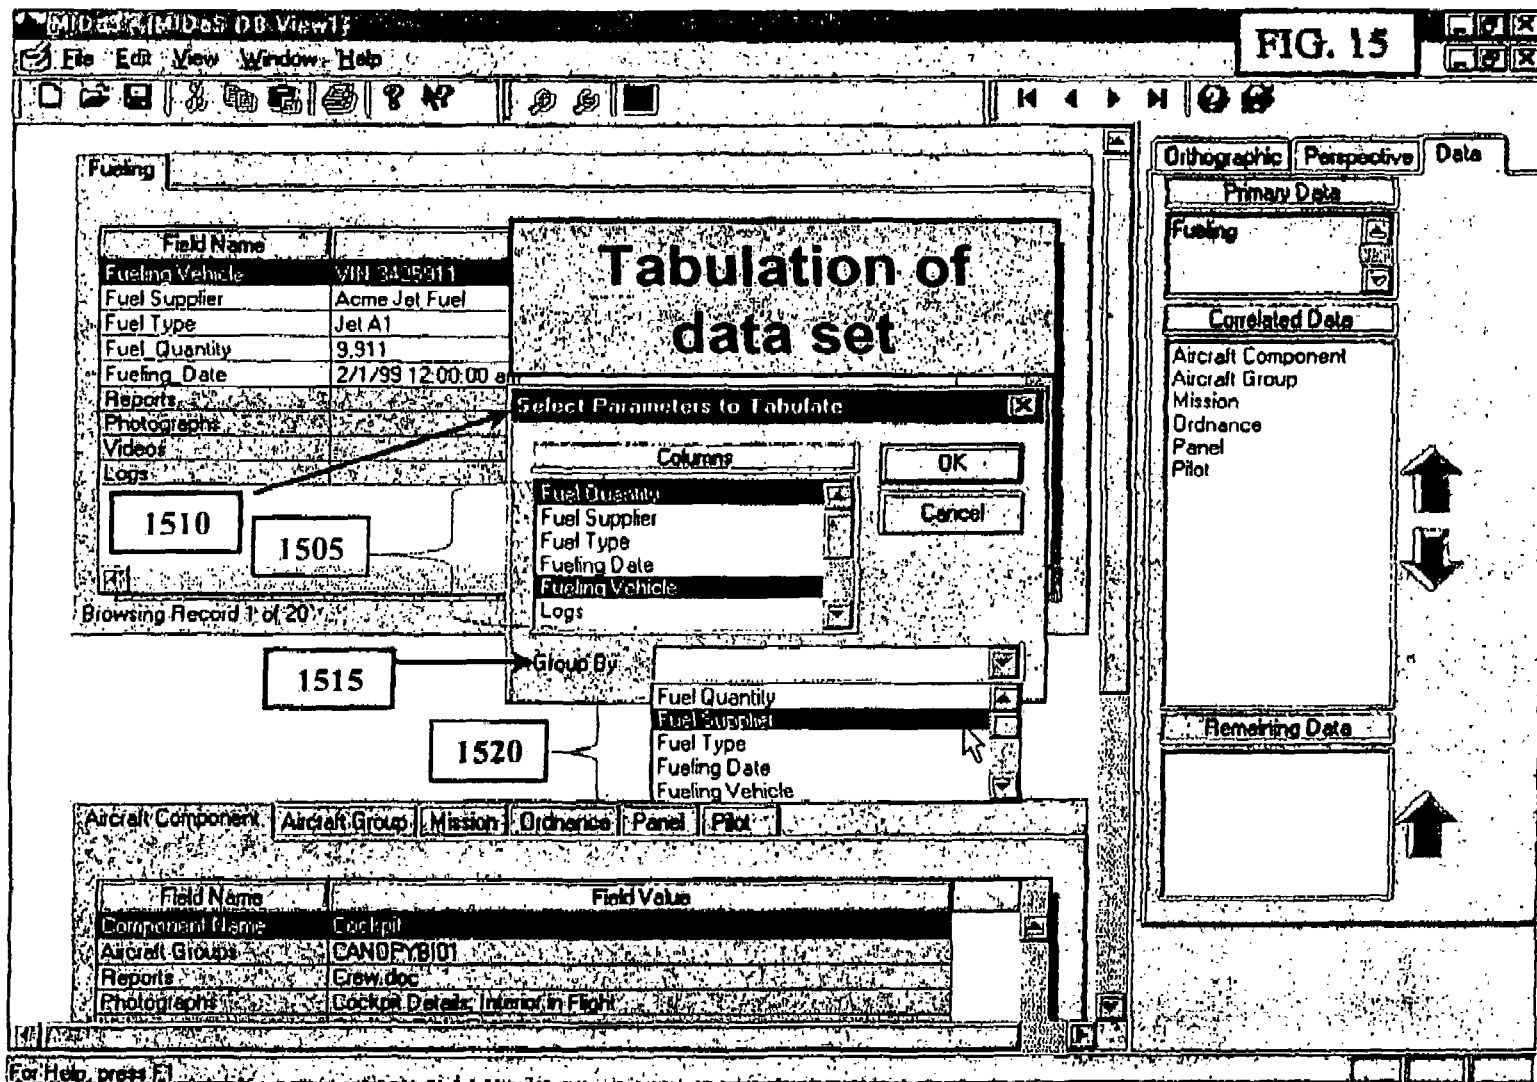 MIDaS - [MIDaS DB View1]
FIG. 15
File Edit View Window Help
Fueling
Field Name
Fueling Vehicle VIN 3425911
Fuel Supplier Acme Jet Fuel
Fuel Type Jet A1
Fuel_Quantity 9,911
Fueling_Date 2/1/99 12:00:00 am
Reports
Photographs
Videos
Logs
Browsing Record 1 of 20
Tabulation of
data set
Select Parameters to Tabulate
Columns
OK
Cancel
Fuel Quantity
Fuel Supplier
Fuel Type
Fueling Date
Fueling Vehicle
Logs
1510
1505
1515
Group By
Fuel Quantity
Fuel Supplier
Fuel Type
Fueling Date
Fueling Vehicle
1520
Aircraft Component Aircraft Group Mission Ordnance Panel Pilot
Field Name Field Value
Component Name Cockpit
Aircraft Groups CANOPYBI01
Reports Crew.doc
Photographs Cockpit Details: Interior in Flight
Orthographic Perspective Data
Primary Data
Fueling
Correlated Data
Aircraft Component
Aircraft Group
Mission
Ordnance
Panel
Pilot
Remaining Data
For Help, press F1